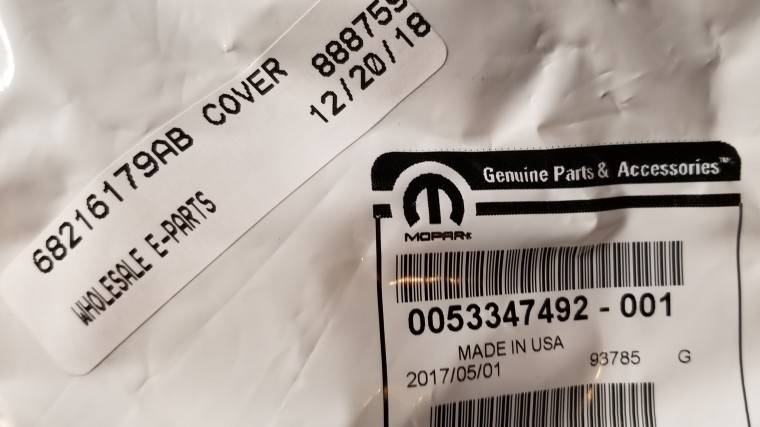 68216179AB COVER 888759
12/20/18
WHOLESALE E-PARTS
Genuine Parts & Accessories™
MOPAR
0053347492 - 001
MADE IN USA
2017/05/01 93785 G